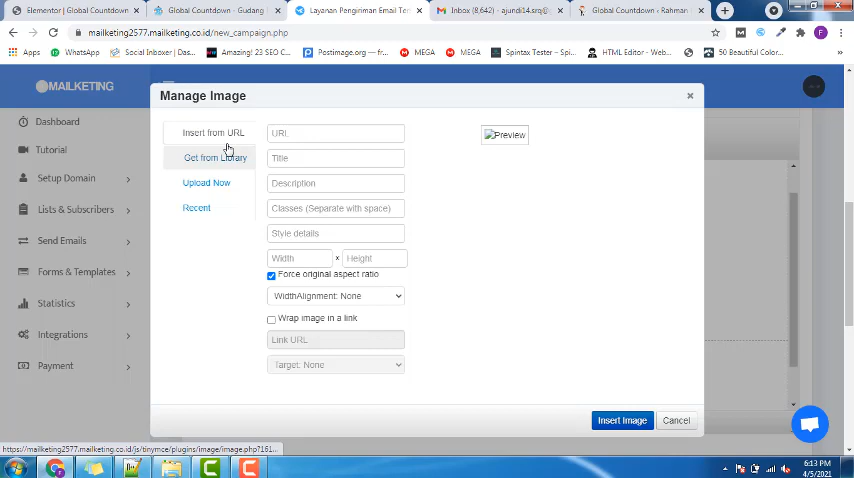 Elementor | Global Countdown
Global Countdown - Gudang
Layanan Pengiriman Email Ter
Inbox (8,642) - ajundi14.srq@
Global Countdown ‹ Rahman
mailketing2577.mailketing.co.id/new_campaign.php
F
Apps
WhatsApp
Social Inboxer | Das...
Amazing! 23 SEO C...
Postimage.org — fr...
MEGA
MEGA
Spintax Tester – Sp...
HTML Editor - Web...
50 Beautiful Color...
MAILKETING
Dashboard
Tutorial
Setup Domain
Lists & Subscribers
Send Emails
Forms & Templates
Statistics
Integrations
Payment
Manage Image
×
Insert from URL
Get from Library
Upload Now
Recent
URL
Title
Description
Classes (Separate with space)
Style details
Width x Height
Force original aspect ratio
WidthAlignment: None
Wrap image in a link
Link URL
Target: None
Preview
Insert Image
Cancel
https://mailketing2577.mailketing.co.id/js/tinymce/plugins/image/image.php?161...
6:13 PM
4/5/2021